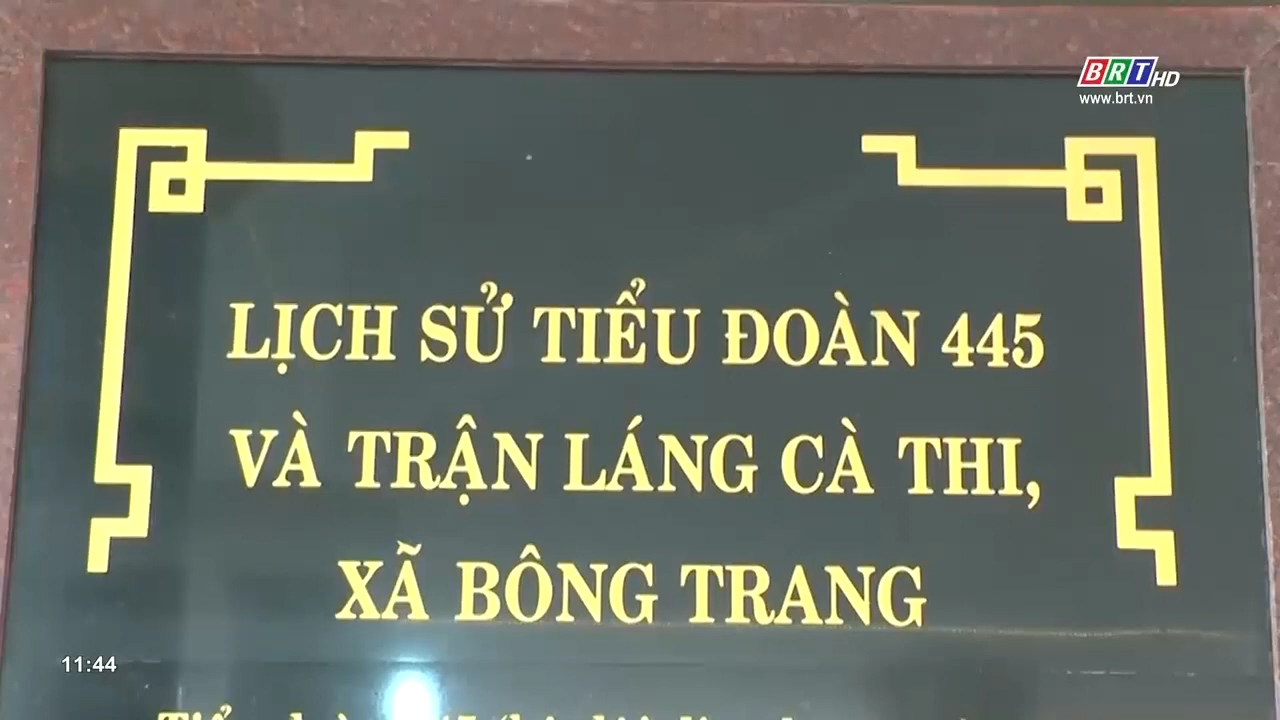 BRT HD
www.brt.vn
LỊCH SỬ TIỂU ĐOÀN 445
VÀ TRẬN LÁNG CÀ THI,
XÃ BÔNG TRANG
11:44